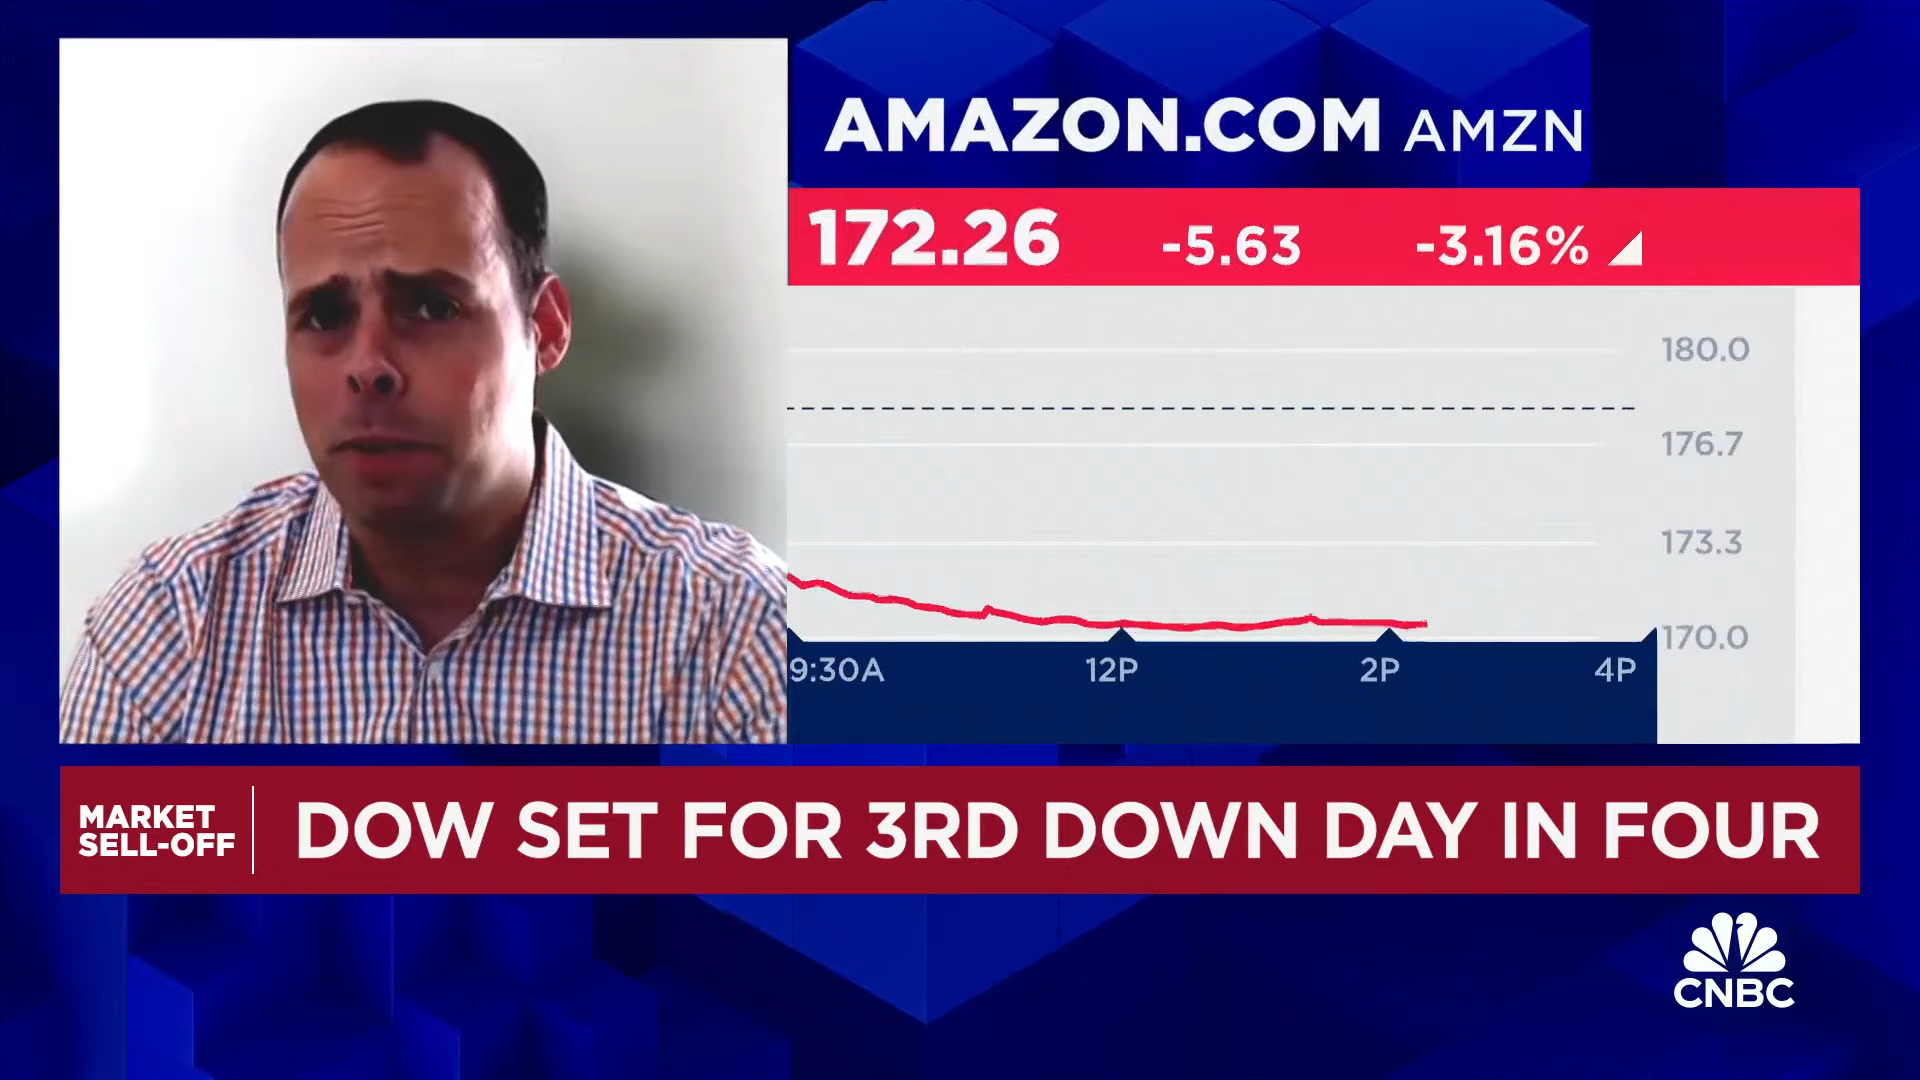 AMAZON.COM AMZN
172.26 -5.63 -3.16%
180.0
176.7
173.3
170.0
9:30A 12P 2P 4P
MARKET
SELL-OFF
DOW SET FOR 3RD DOWN DAY IN FOUR
CNBC